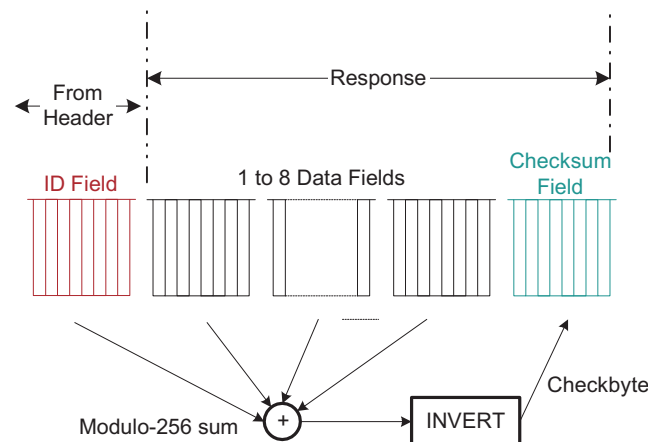 Response
From
Header
Checksum
Field
ID Field
1 to 8 Data Fields
Checkbyte
+
INVERT
Modulo-256 sum